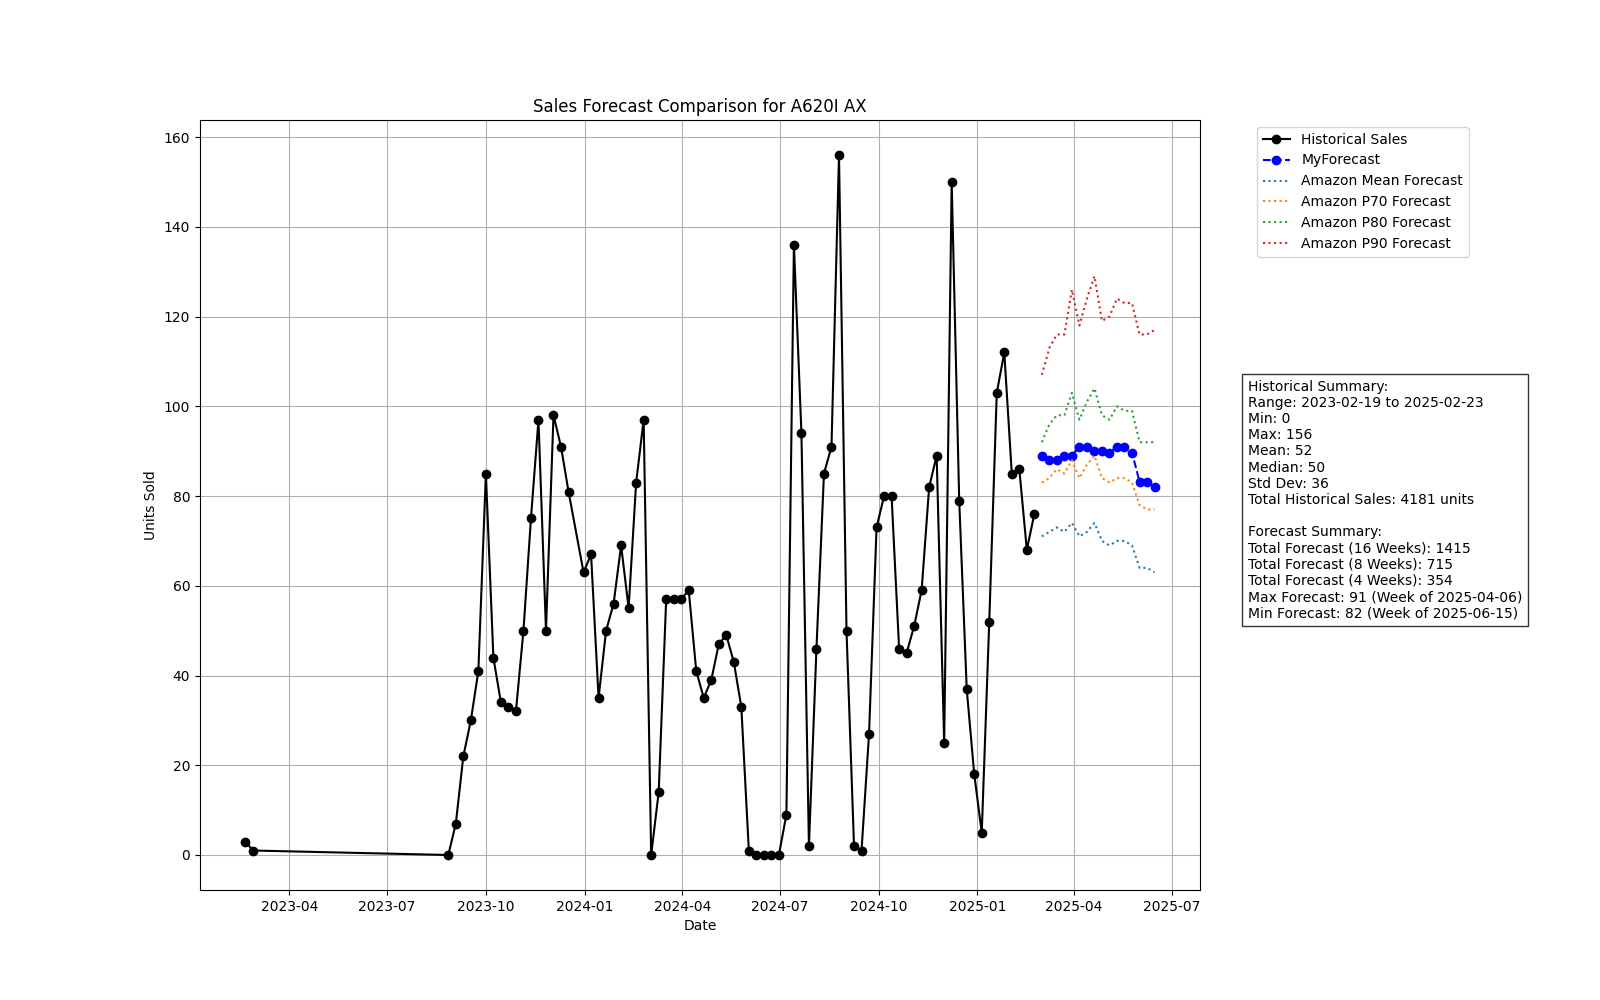 Sales Forecast Comparison for A620I AX
Historical Sales
MyForecast
Amazon Mean Forecast
Amazon P70 Forecast
Amazon P80 Forecast
Amazon P90 Forecast
Units Sold
160
140
120
100
80
60
40
20
0
2023-04 2023-07 2023-10 2024-01 2024-04 2024-07 2024-10 2025-01 2025-04 2025-07
Date
Historical Summary:
Range: 2023-02-19 to 2025-02-23
Min: 0
Max: 156
Mean: 52
Median: 50
Std Dev: 36
Total Historical Sales: 4181 units
Forecast Summary:
Total Forecast (16 Weeks): 1415
Total Forecast (8 Weeks): 715
Total Forecast (4 Weeks): 354
Max Forecast: 91 (Week of 2025-04-06)
Min Forecast: 82 (Week of 2025-06-15)